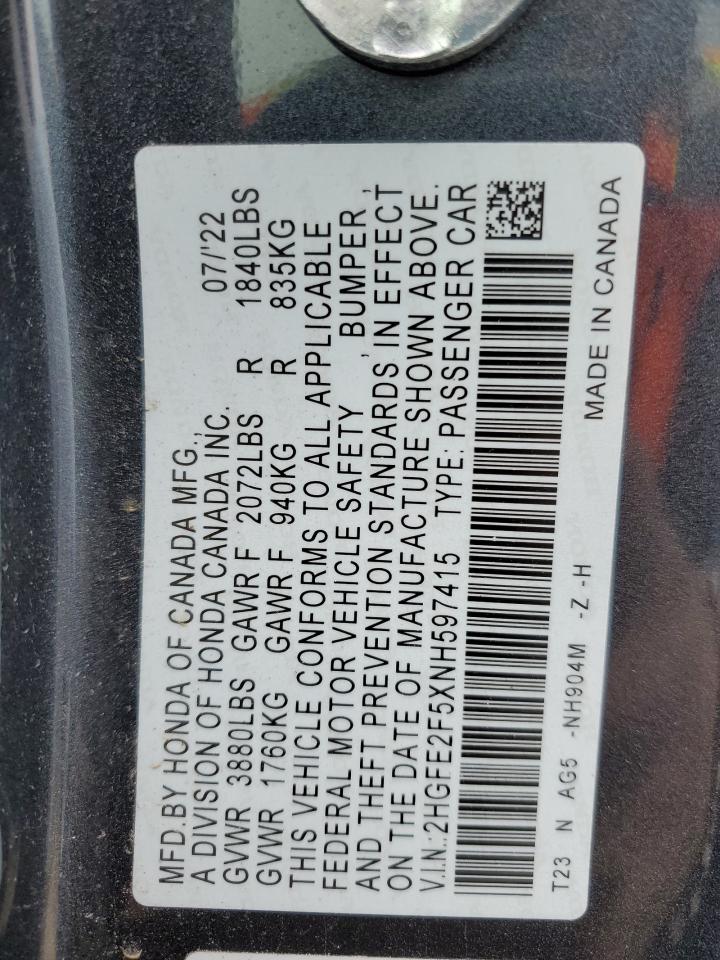 MFD.BY HONDA OF CANADA MFG., 07/'22
A DIVISION OF HONDA CANADA INC.
GVWR 3880LBS GAWR F 2072LBS R 1840LBS
GVWR 1760KG GAWR F 940KG R 835KG
THIS VEHICLE CONFORMS TO ALL APPLICABLE
FEDERAL MOTOR VEHICLE SAFETY , BUMPER ,
AND THEFT PREVENTION STANDARDS IN EFFECT
ON THE DATE OF MANUFACTURE SHOWN ABOVE.
V.I.N.:2HGFE2F5XNH597415 TYPE: PASSENGER CAR
T23 N AG5 -NH904M -Z -H MADE IN CANADA